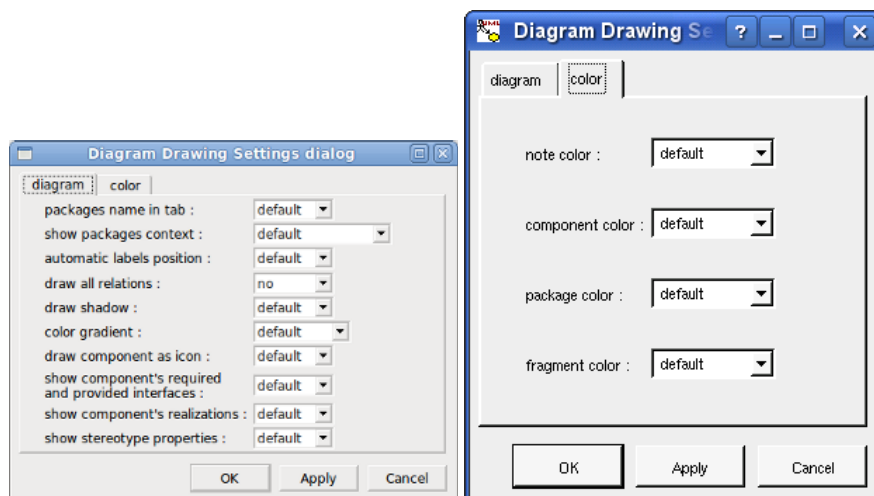 Diagram Drawing Settings dialog
diagram color
packages name in tab : default
show packages context : default
automatic labels position : default
draw all relations : no
draw shadow : default
color gradient : default
draw component as icon : default
show component's required
and provided interfaces : default
show component's realizations : default
show stereotype properties : default
OK Apply Cancel
Diagram Drawing Se
diagram color
note color : default
component color : default
package color : default
fragment color : default
OK Apply Cancel